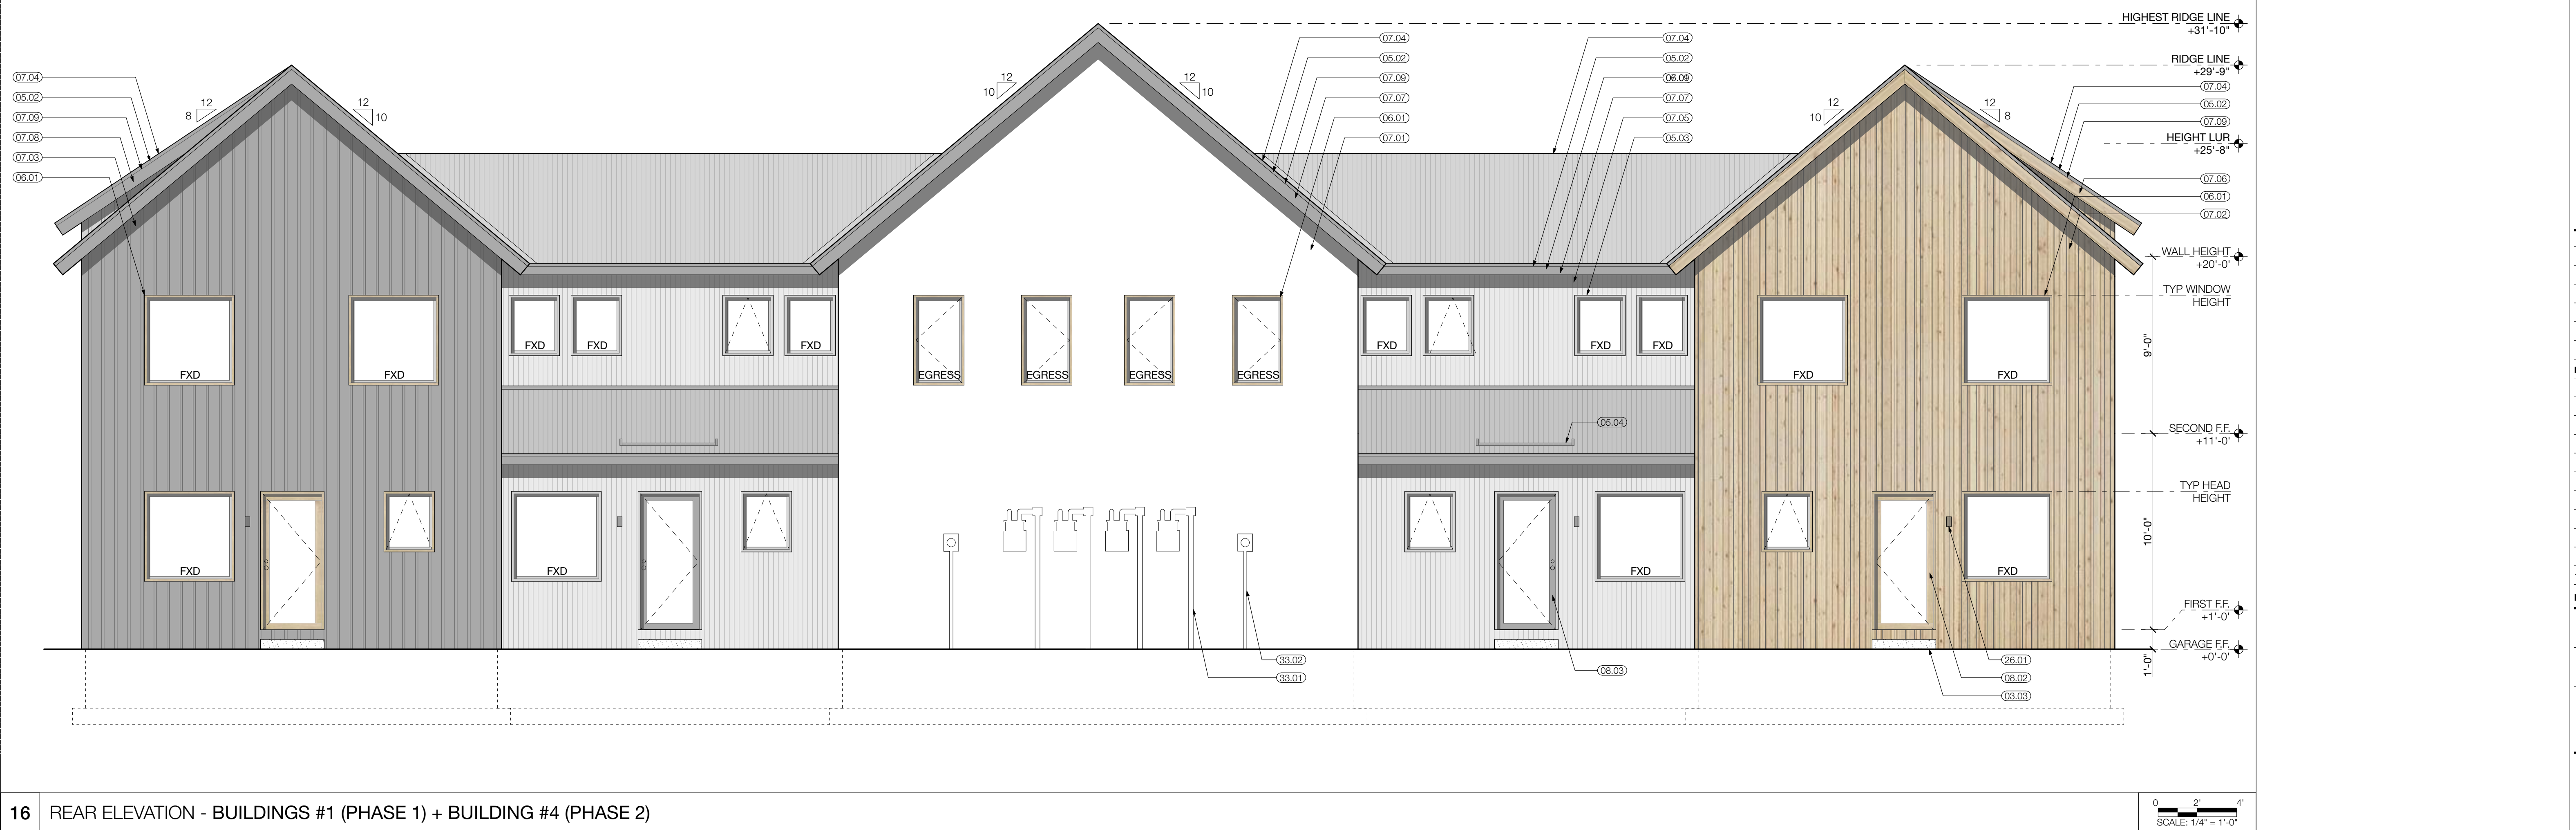 HIGHEST RIDGE LINE
+31'-10"
RIDGE LINE
+29'-9"
HEIGHT LUR
+25'-8"
WALL HEIGHT
+20'-0"
TYP WINDOW
HEIGHT
9'-0"
SECOND F.F.
+11'-0"
TYP HEAD
HEIGHT
10'-0"
FIRST F.F.
+1'-0"
GARAGE F.F.
+0'-0"
1'-0"
07.04
05.02
07.09
07.08
07.03
06.01
12
8
12
10
12
10
12
10
07.04
05.02
07.09
07.07
06.01
07.01
07.04
05.02
07.07
07.05
05.03
12
10
12
8
07.04
05.02
07.09
07.06
06.01
07.02
FXD
FXD
FXD
FXD
FXD
EGRESS
EGRESS
EGRESS
EGRESS
FXD
FXD
FXD
FXD
FXD
05.04
FXD
FXD
FXD
FXD
33.02
33.01
08.03
26.01
08.02
03.03
16 REAR ELEVATION - BUILDINGS #1 (PHASE 1) + BUILDING #4 (PHASE 2)
0 2' 4'
SCALE: 1/4" = 1'-0"